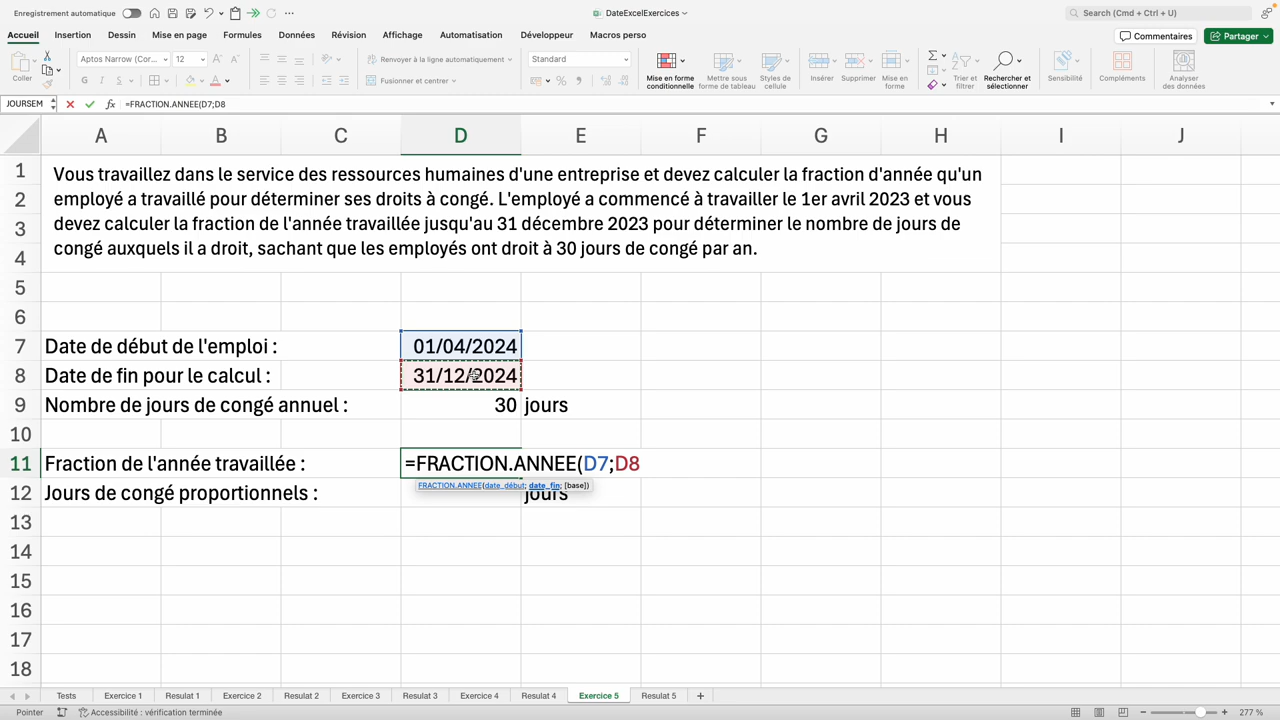 Enregistrement automatique
DateExcelExercices
Search (Cmd + Ctrl + U)
Accueil Insertion Dessin Mise en page Formules Données Révision Affichage Automatisation Développeur Macros perso
Commentaires Partager
Coller
Aptos Narrow (Cor... 12
G I S
Renvoyer à la ligne automatiquement
Fusionner et centrer
Standard
Mise en forme conditionnelle
Mettre sous forme de tableau
Styles de cellule
Insérer
Supprimer
Mise en forme
Trier et filtrer
Rechercher et sélectionner
Sensibilité
Compléments
Analyser des données
JOURSEM fx =FRACTION.ANNEE(D7;D8
A B C D E F G H I J
1
2
3
4
Vous travaillez dans le service des ressources humaines d'une entreprise et devez calculer la fraction d'année qu'un
employé a travaillé pour déterminer ses droits à congé. L'employé a commencé à travailler le 1er avril 2023 et vous
devez calculer la fraction de l'année travaillée jusqu'au 31 décembre 2023 pour déterminer le nombre de jours de
congé auxquels il a droit, sachant que les employés ont droit à 30 jours de congé par an.
5
6
7 Date de début de l'emploi : 01/04/2024
8 Date de fin pour le calcul : 31/12/2024
9 Nombre de jours de congé annuel : 30 jours
10
11 Fraction de l'année travaillée : =FRACTION.ANNEE(D7;D8
FRACTION.ANNEE(date_début; date_fin; [base])
12 Jours de congé proportionnels : jours
13
14
15
16
17
18
Tests Exercice 1 Resulat 1 Exercice 2 Resulat 2 Exercice 3 Resulat 3 Exercice 4 Resulat 4 Exercice 5 Resulat 5 +
Pointer Accessibilité : vérification terminée 277 %